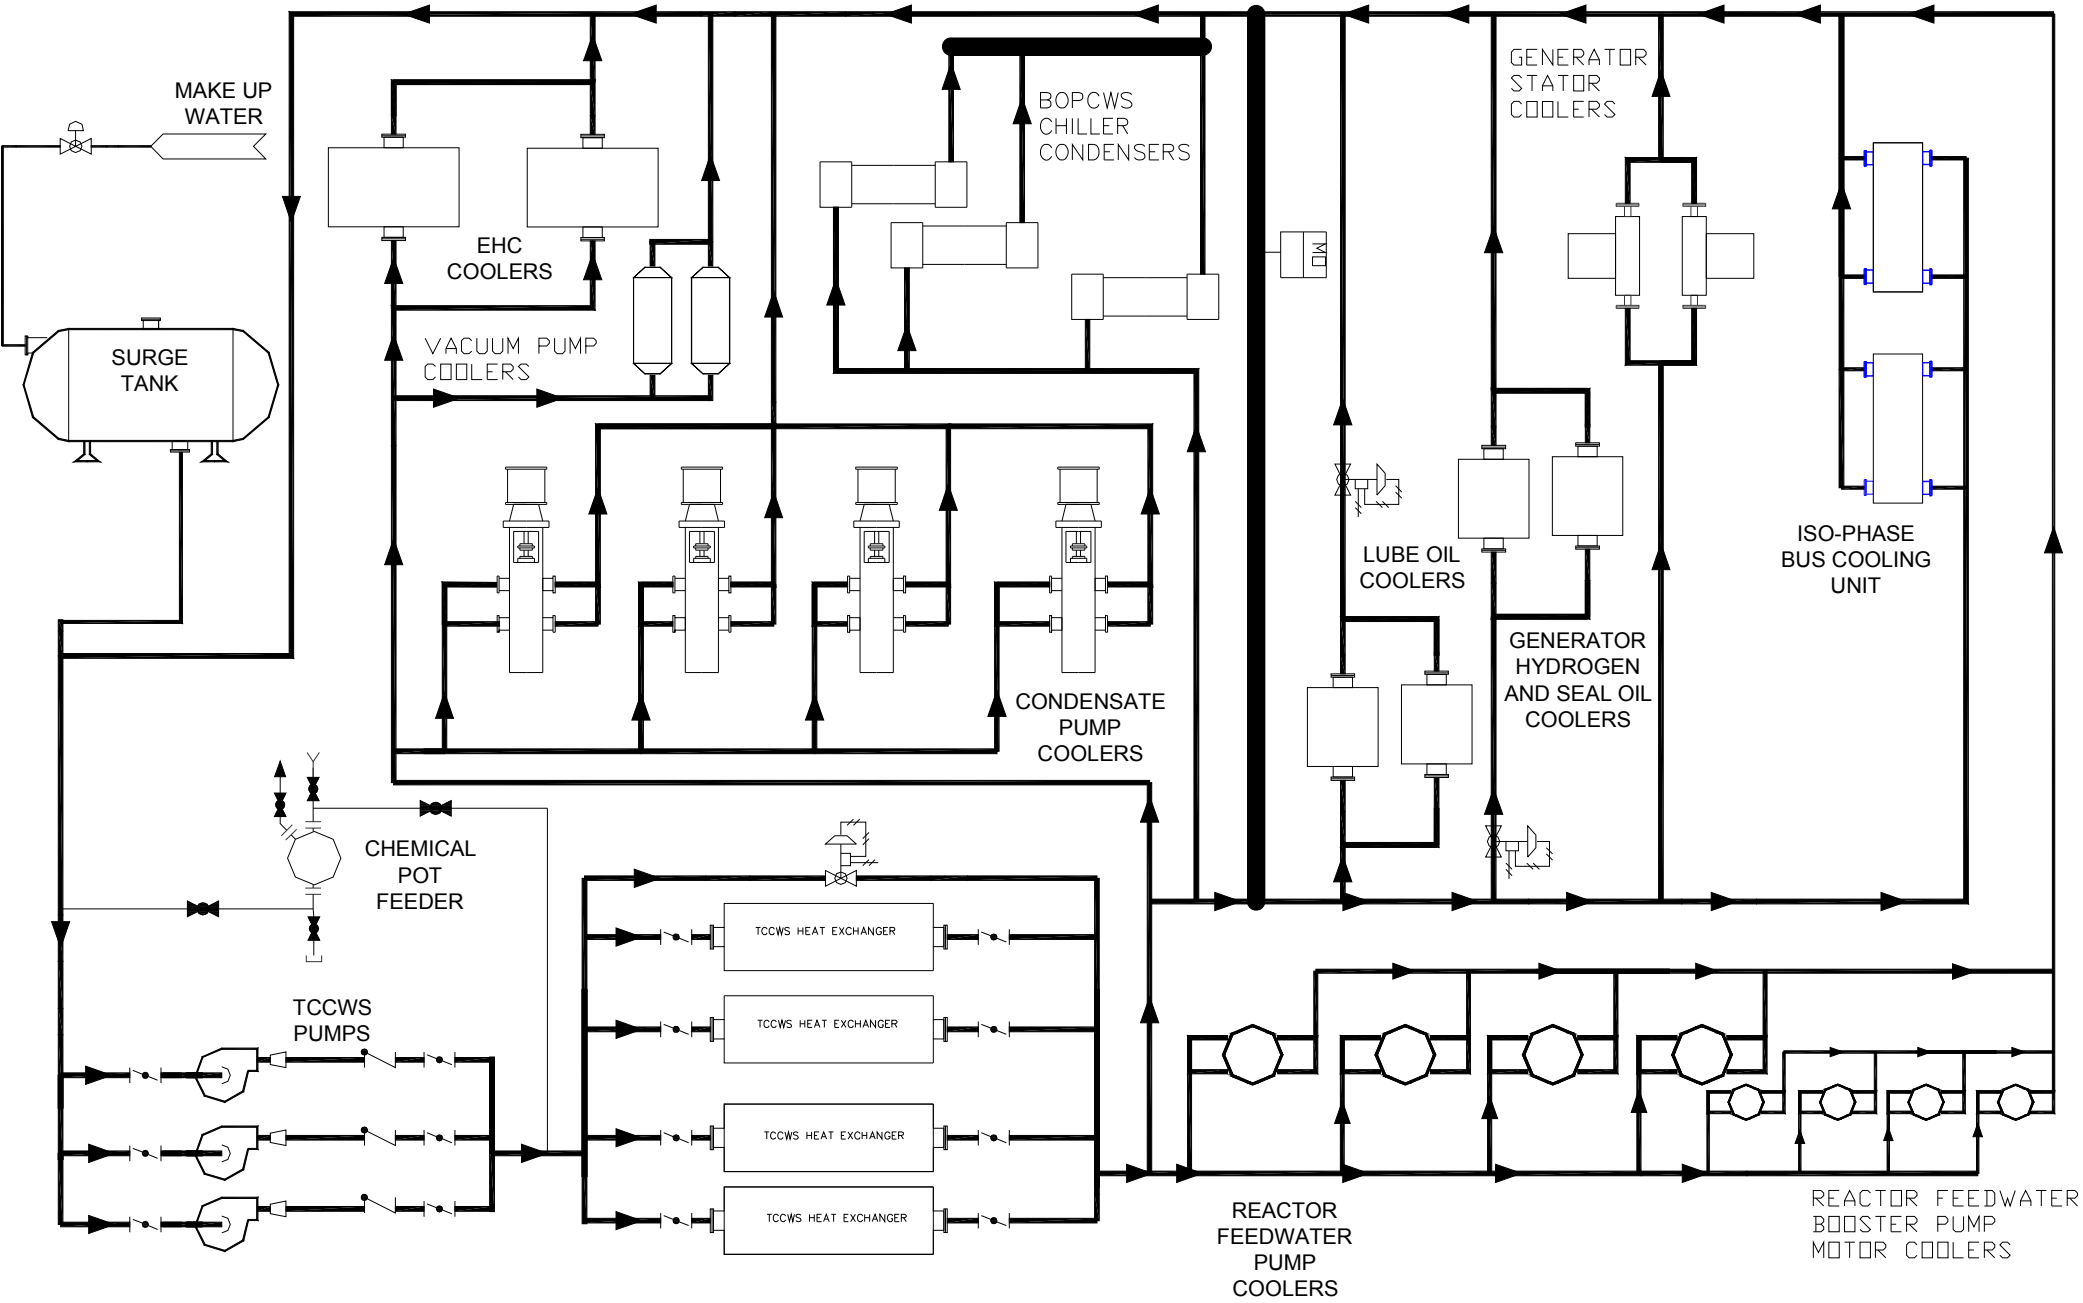 MAKE UP
WATER
SURGE
TANK
EHC
COOLERS
VACUUM PUMP
COOLERS
BOPCWS
CHILLER
CONDENSERS
MO
GENERATOR
STATOR
COOLERS
ISO-PHASE
BUS COOLING
UNIT
LUBE OIL
COOLERS
GENERATOR
HYDROGEN
AND SEAL OIL
COOLERS
CONDENSATE
PUMP
COOLERS
CHEMICAL
POT
FEEDER
TCCWS
PUMPS
TCCWS HEAT EXCHANGER
TCCWS HEAT EXCHANGER
TCCWS HEAT EXCHANGER
TCCWS HEAT EXCHANGER
REACTOR
FEEDWATER
PUMP
COOLERS
REACTOR FEEDWATER
BOOSTER PUMP
MOTOR COOLERS